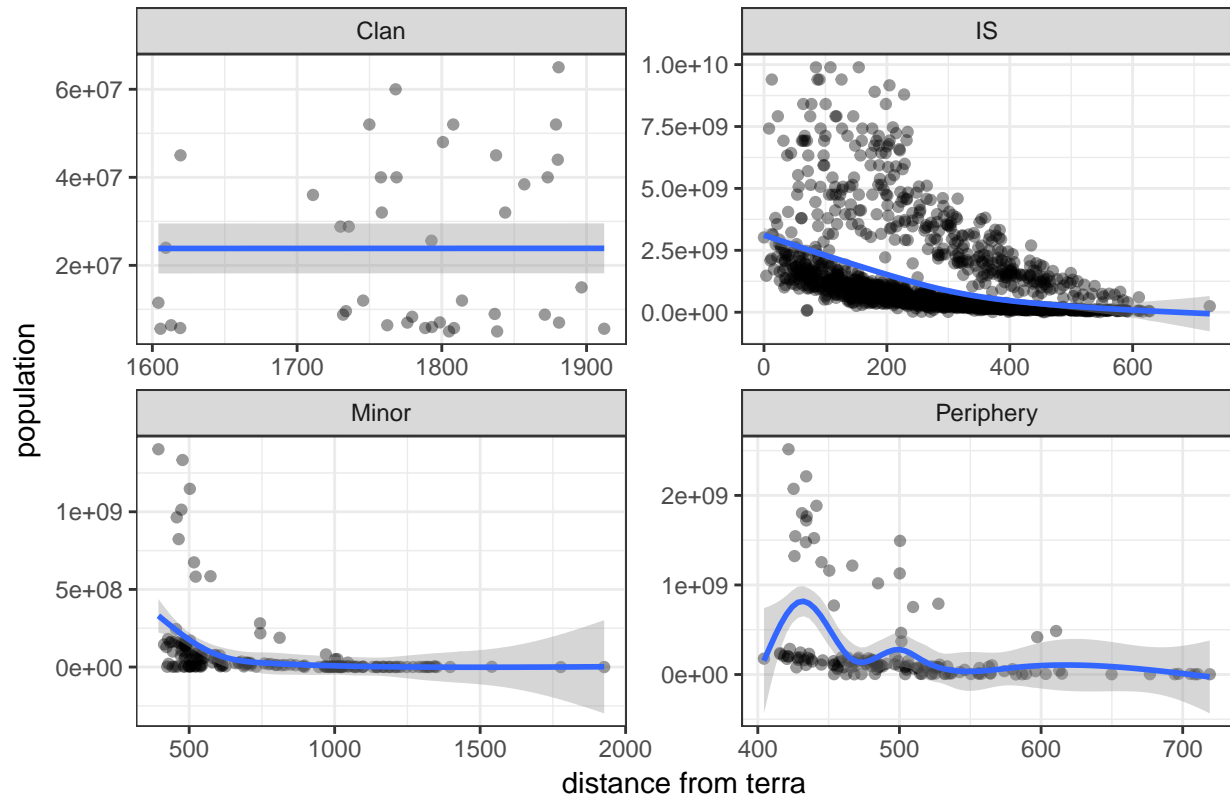 Clan
IS
6e+07
4e+07
2e+07
1600
1700
1800
1900
1.0e+10
7.5e+09
5.0e+09
2.5e+09
0.0e+00
0
200
400
600
population
Minor
Periphery
1e+09
5e+08
0e+00
500
1000
1500
2000
2e+09
1e+09
0e+00
400
500
600
700
distance from terra